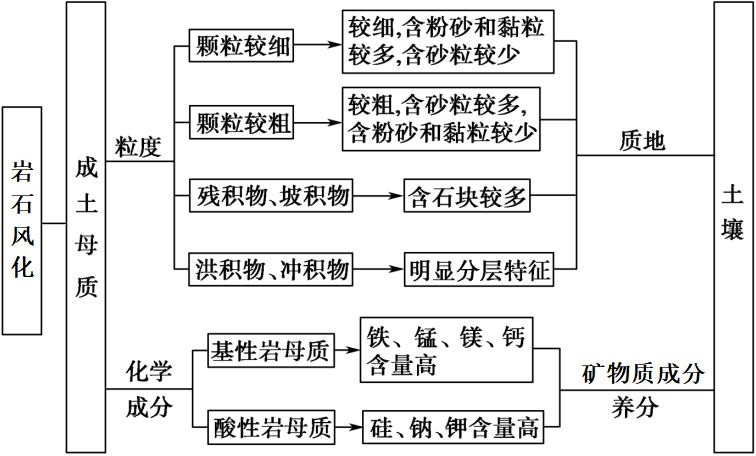 岩石风化
成土母质
粒度
颗粒较细
较细,含粉砂和黏粒
较多,含砂粒较少
颗粒较粗
较粗,含砂粒较多,
含粉砂和黏粒较少
残积物、坡积物
含石块较多
洪积物、冲积物
明显分层特征
质地
化学
成分
基性岩母质
铁、锰、镁、钙
含量高
酸性岩母质
硅、钠、钾含量高
矿物质成分
养分
土壤